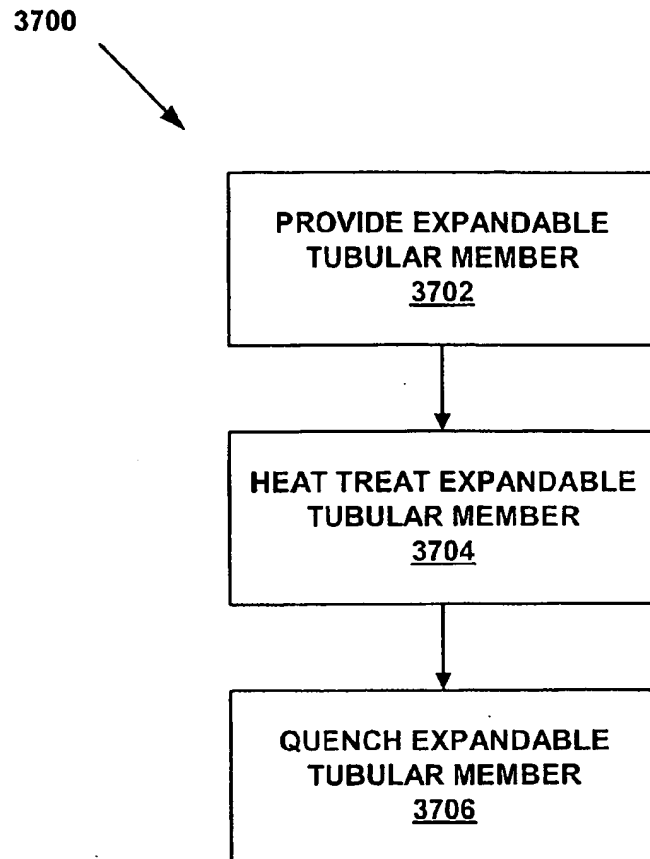 3700
PROVIDE EXPANDABLE
TUBULAR MEMBER
3702
HEAT TREAT EXPANDABLE
TUBULAR MEMBER
3704
QUENCH EXPANDABLE
TUBULAR MEMBER
3706